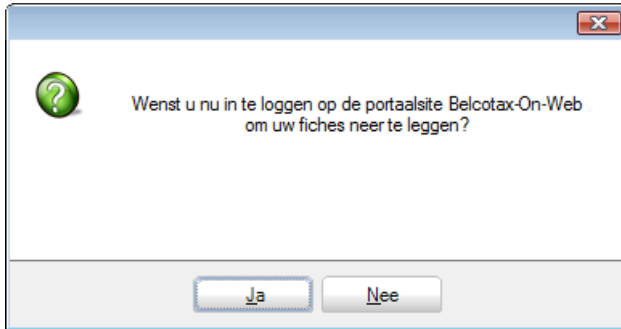 Wenst u nu in te loggen op de portaalsite Belcotax-On-Web
om uw fiches neer te leggen?
Ja
Nee